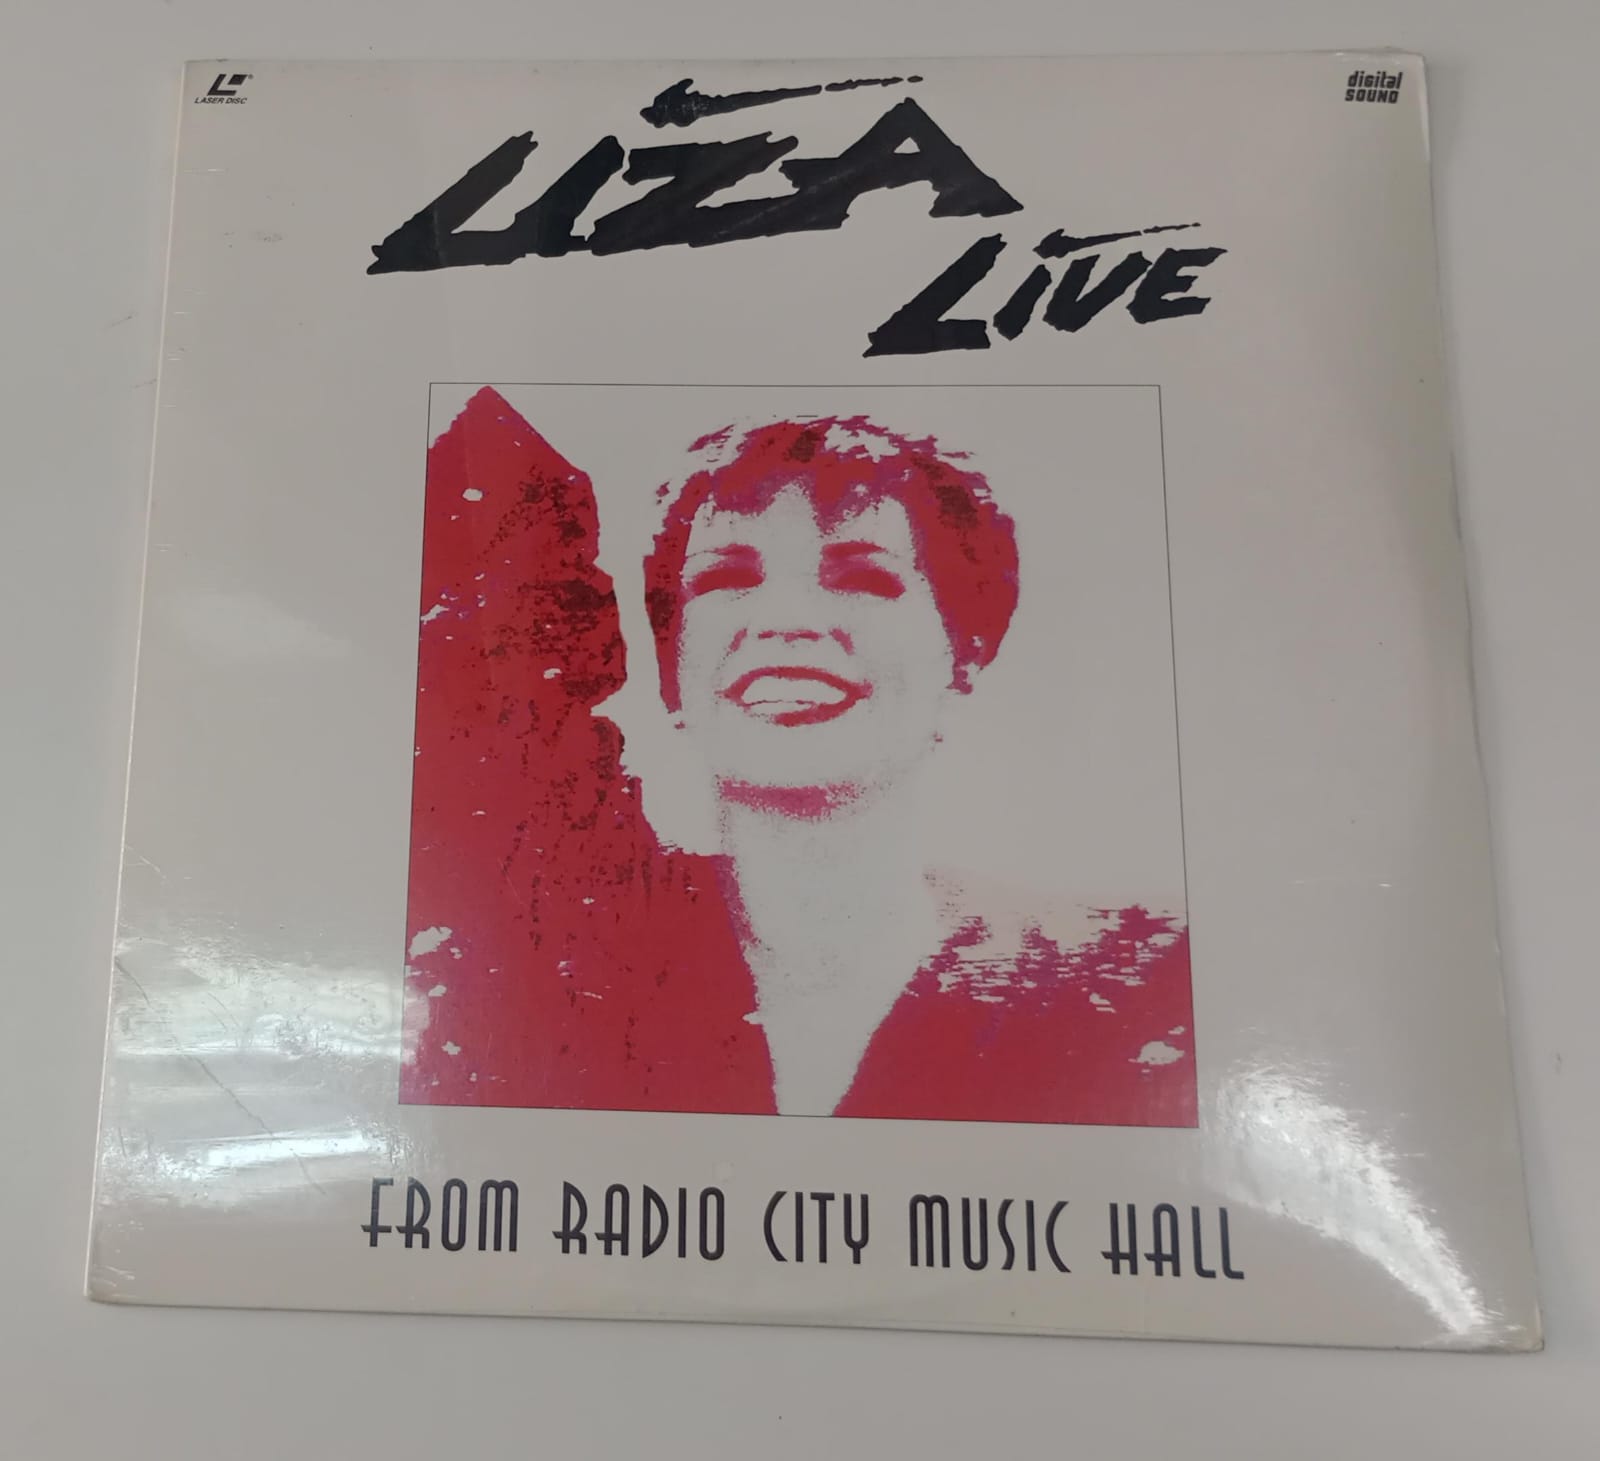 LASER DISC
digital
SOUND
LIZA
LIVE
FROM RADIO CITY MUSIC HALL